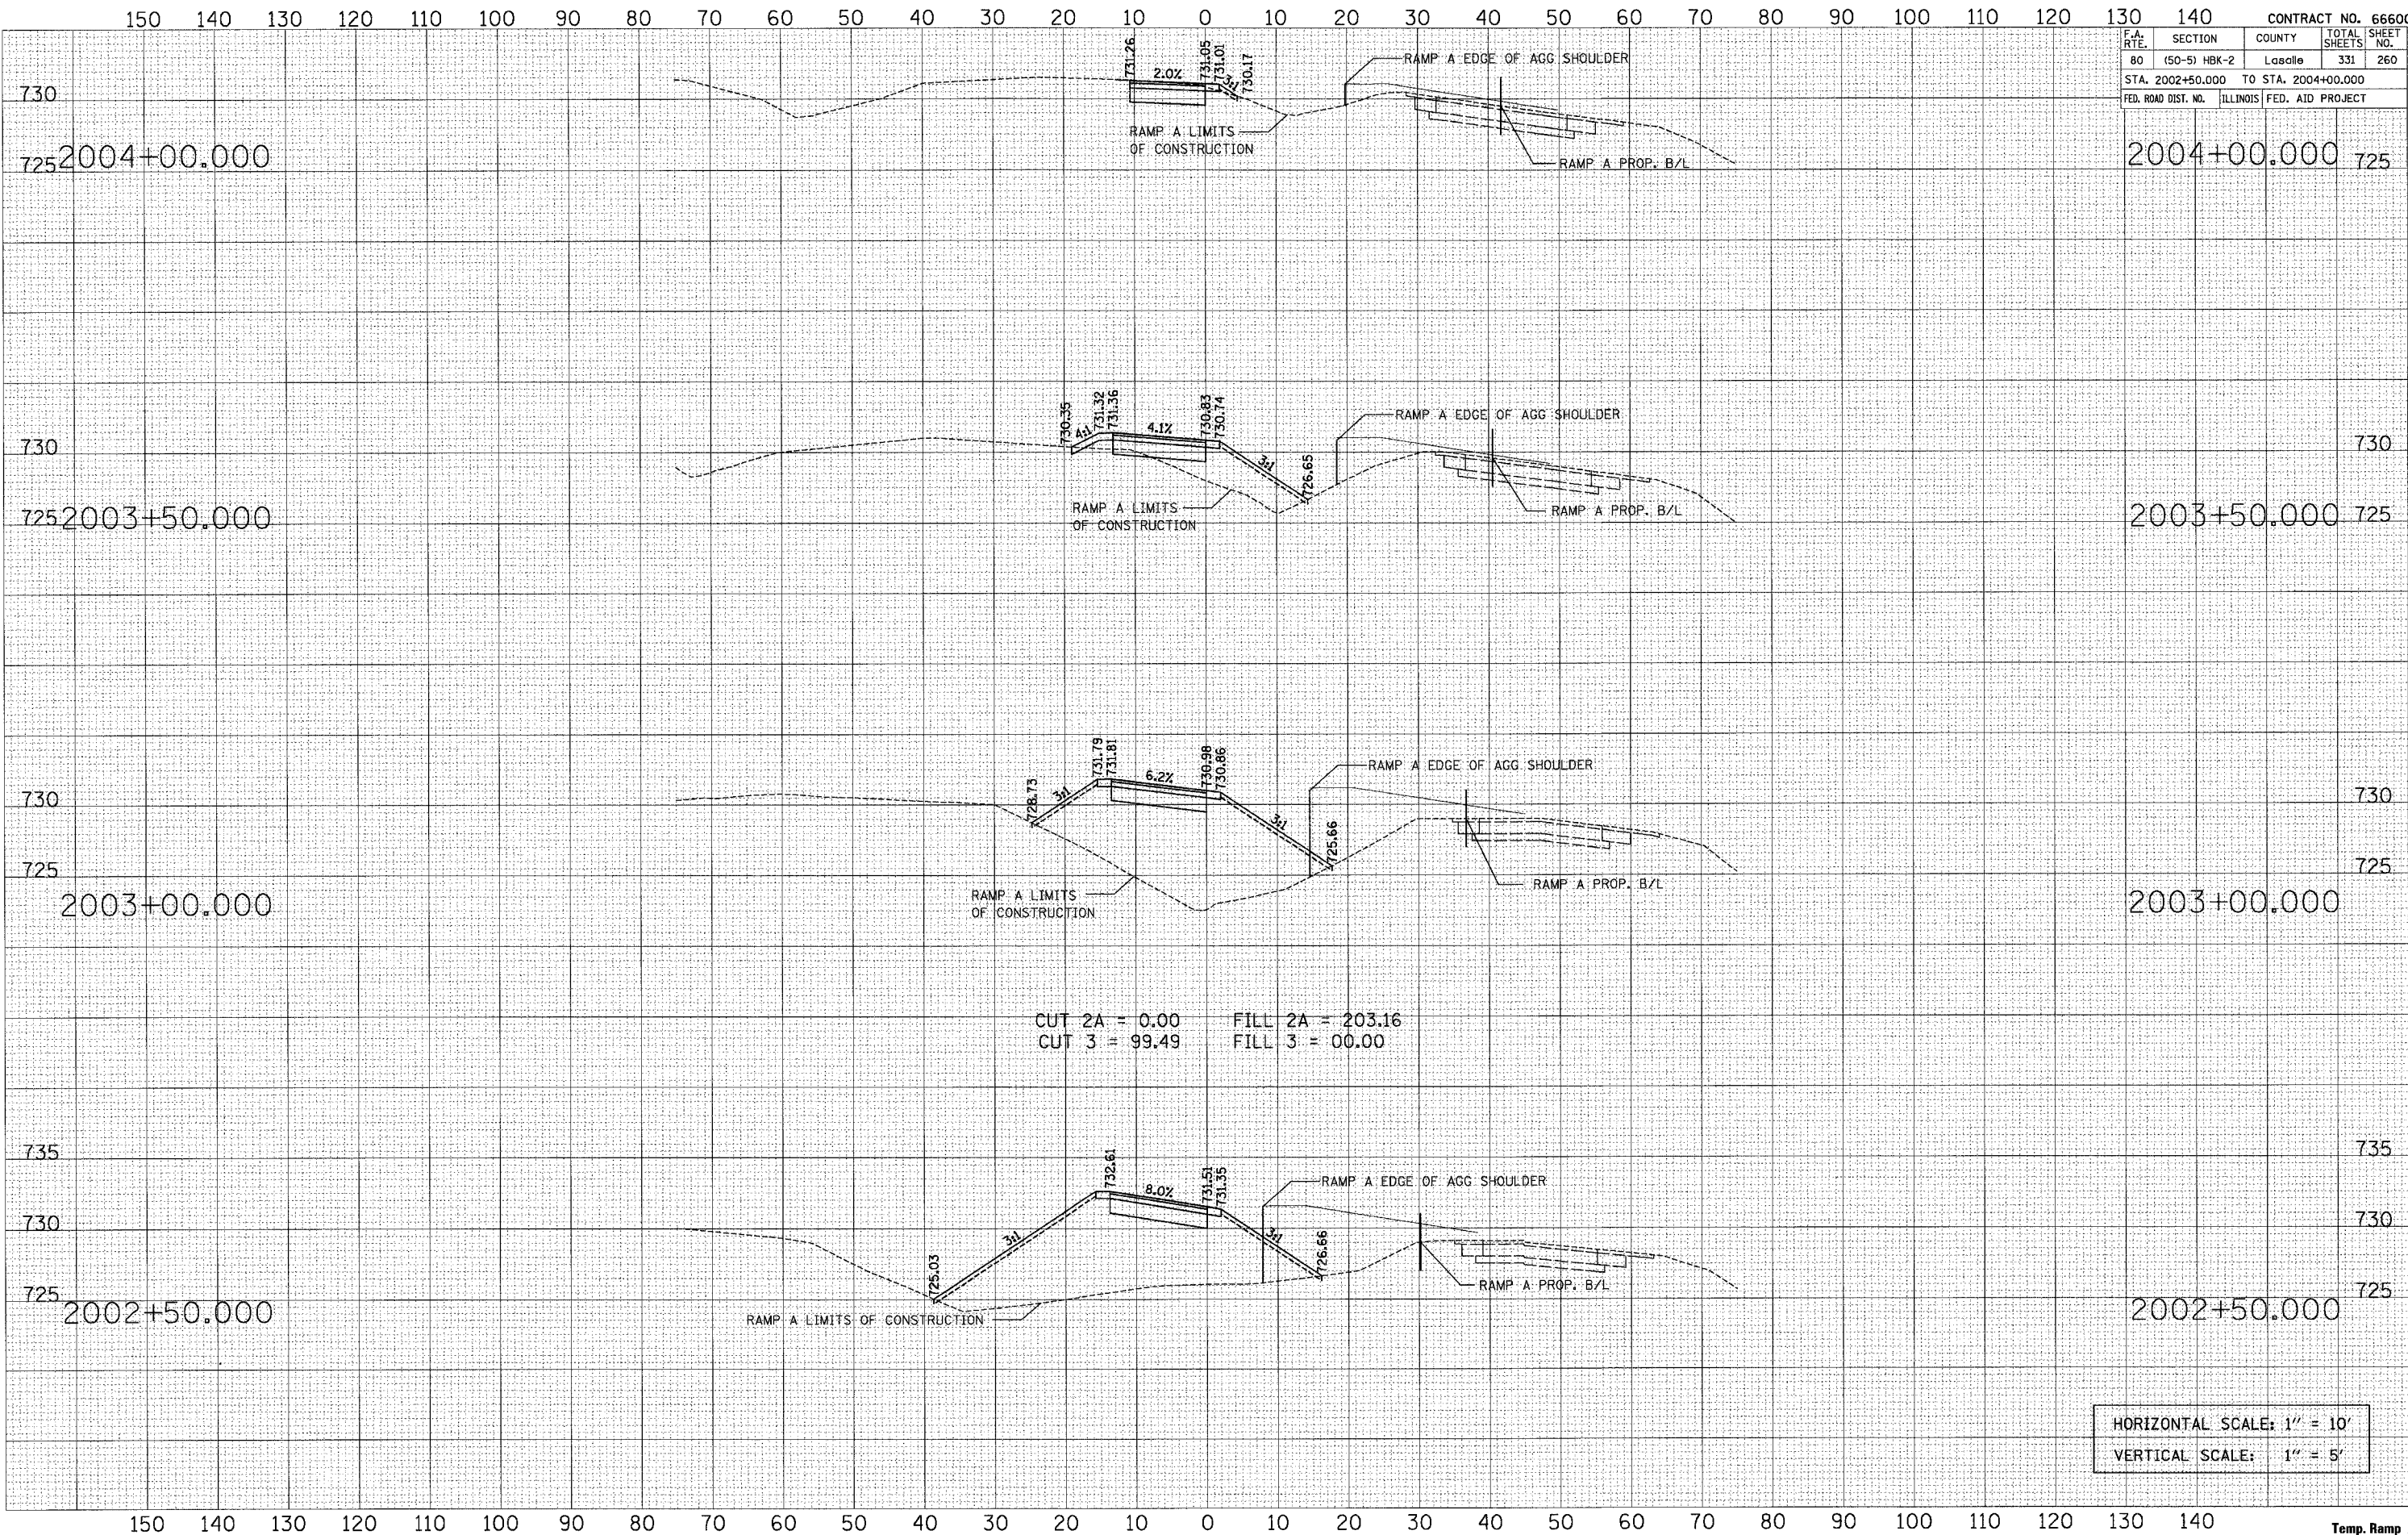 150 140 130 120 110 100 90 80 70 60 50 40 30 20 10 0 10 20 30 40 50 60 70 80 90 100 110 120 130 140
CONTRACT NO. 6660
F.A. RTE. SECTION COUNTY TOTAL SHEETS SHEET NO.
80 (50-5) HBK-2 Lasalle 331 260
STA. 2002+50.000 TO STA. 2004+00.000
FED. ROAD DIST. NO. ILLINOIS FED. AID PROJECT
731.26 2.0% 731.05 731.01 3:1 730.17
RAMP A EDGE OF AGG SHOULDER
730
RAMP A LIMITS
OF CONSTRUCTION
RAMP A PROP. B/L
725 2004+00.000 2004+00.000 725
730.35 4:1 731.32 731.36 4.1% 730.83 730.74 3:1 726.65
RAMP A EDGE OF AGG SHOULDER
730 730
RAMP A LIMITS
OF CONSTRUCTION
RAMP A PROP. B/L
725 2003+50.000 2003+50.000 725
728.73 3:1 731.79 731.81 6.2% 730.98 730.86 3:1 725.66
RAMP A EDGE OF AGG SHOULDER
730 730
725 725
RAMP A PROP. B/L
RAMP A LIMITS
OF CONSTRUCTION
2003+00.000 2003+00.000
CUT 2A = 0.00 FILL 2A = 203.16
CUT 3 = 99.49 FILL 3 = 00.00
735 735
725.03 3:1 732.61 8.0% 731.51 731.35 3:1 726.66
RAMP A EDGE OF AGG SHOULDER
730 730
RAMP A PROP. B/L
725 2002+50.000 2002+50.000 725
RAMP A LIMITS OF CONSTRUCTION
HORIZONTAL SCALE: 1" = 10'
VERTICAL SCALE: 1" = 5'
150 140 130 120 110 100 90 80 70 60 50 40 30 20 10 0 10 20 30 40 50 60 70 80 90 100 110 120 130 140
Temp. Ramp